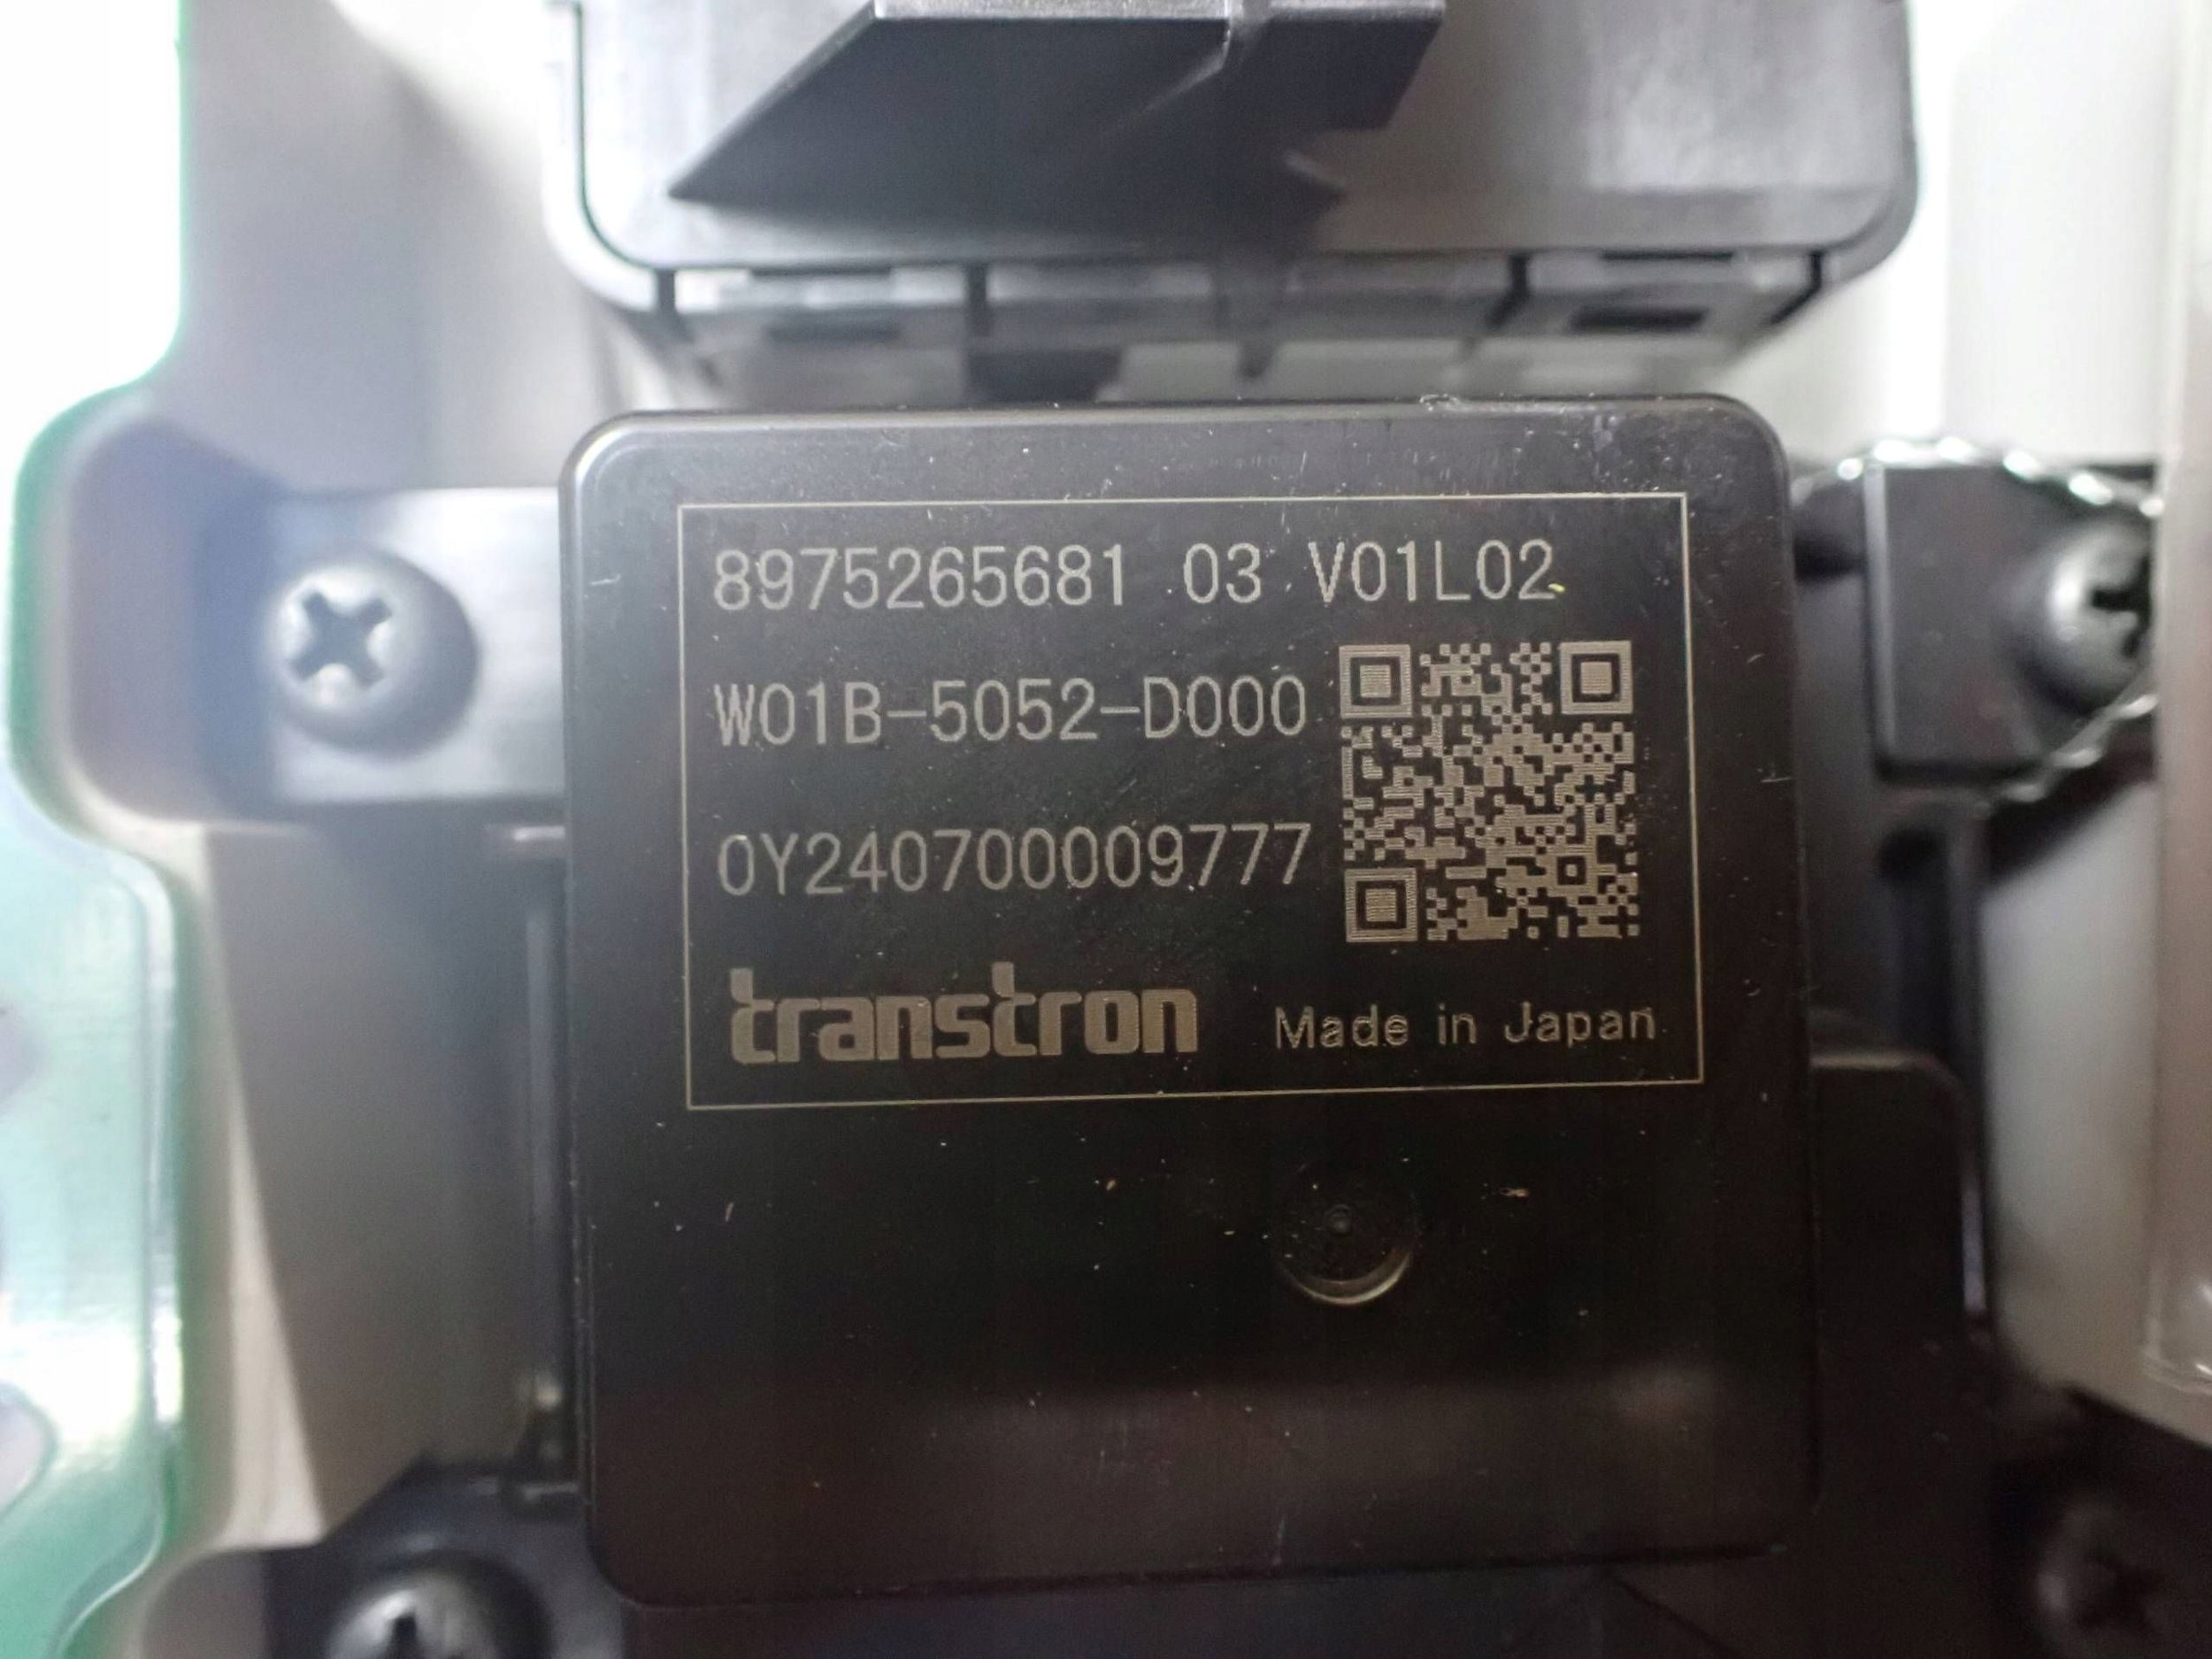 8975265681 03 V01L02
W01B-5052-D000
0Y240700009777
transtron Made in Japan